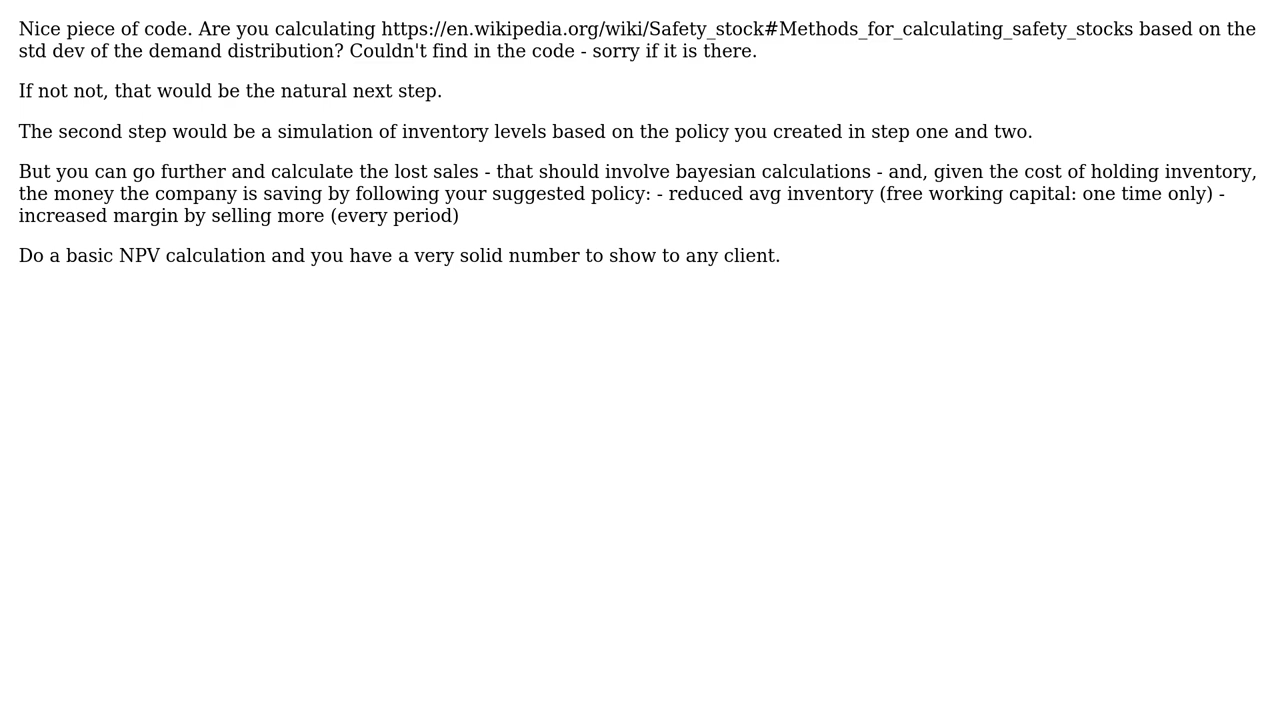 Nice piece of code. Are you calculating https://en.wikipedia.org/wiki/Safety_stock#Methods_for_calculating_safety_stocks based on the
std dev of the demand distribution? Couldn't find in the code - sorry if it is there.
If not not, that would be the natural next step.
The second step would be a simulation of inventory levels based on the policy you created in step one and two.
But you can go further and calculate the lost sales - that should involve bayesian calculations - and, given the cost of holding inventory,
the money the company is saving by following your suggested policy: - reduced avg inventory (free working capital: one time only) -
increased margin by selling more (every period)
Do a basic NPV calculation and you have a very solid number to show to any client.